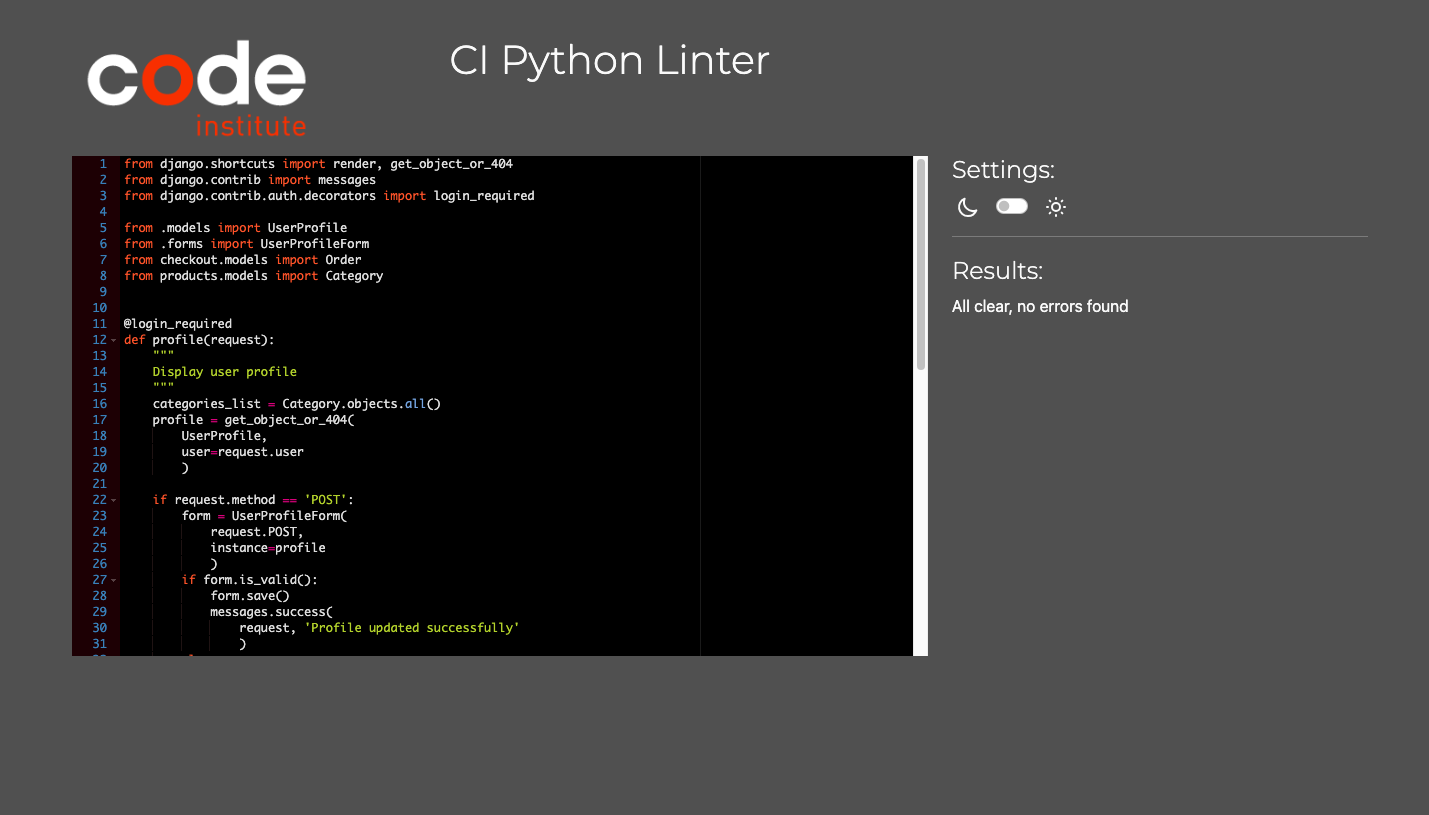 code
institute
CI Python Linter
1 from django.shortcuts import render, get_object_or_404
2 from django.contrib import messages
3 from django.contrib.auth.decorators import login_required
4
5 from .models import UserProfile
6 from .forms import UserProfileForm
7 from checkout.models import Order
8 from products.models import Category
9
10
11 @login_required
12 def profile(request):
13     """
14     Display user profile
15     """
16     categories_list = Category.objects.all()
17     profile = get_object_or_404(
18         UserProfile,
19         user=request.user
20         )
21
22     if request.method == 'POST':
23         form = UserProfileForm(
24             request.POST,
25             instance=profile
26             )
27         if form.is_valid():
28             form.save()
29             messages.success(
30                 request, 'Profile updated successfully'
31                 )
Settings:
Results:
All clear, no errors found